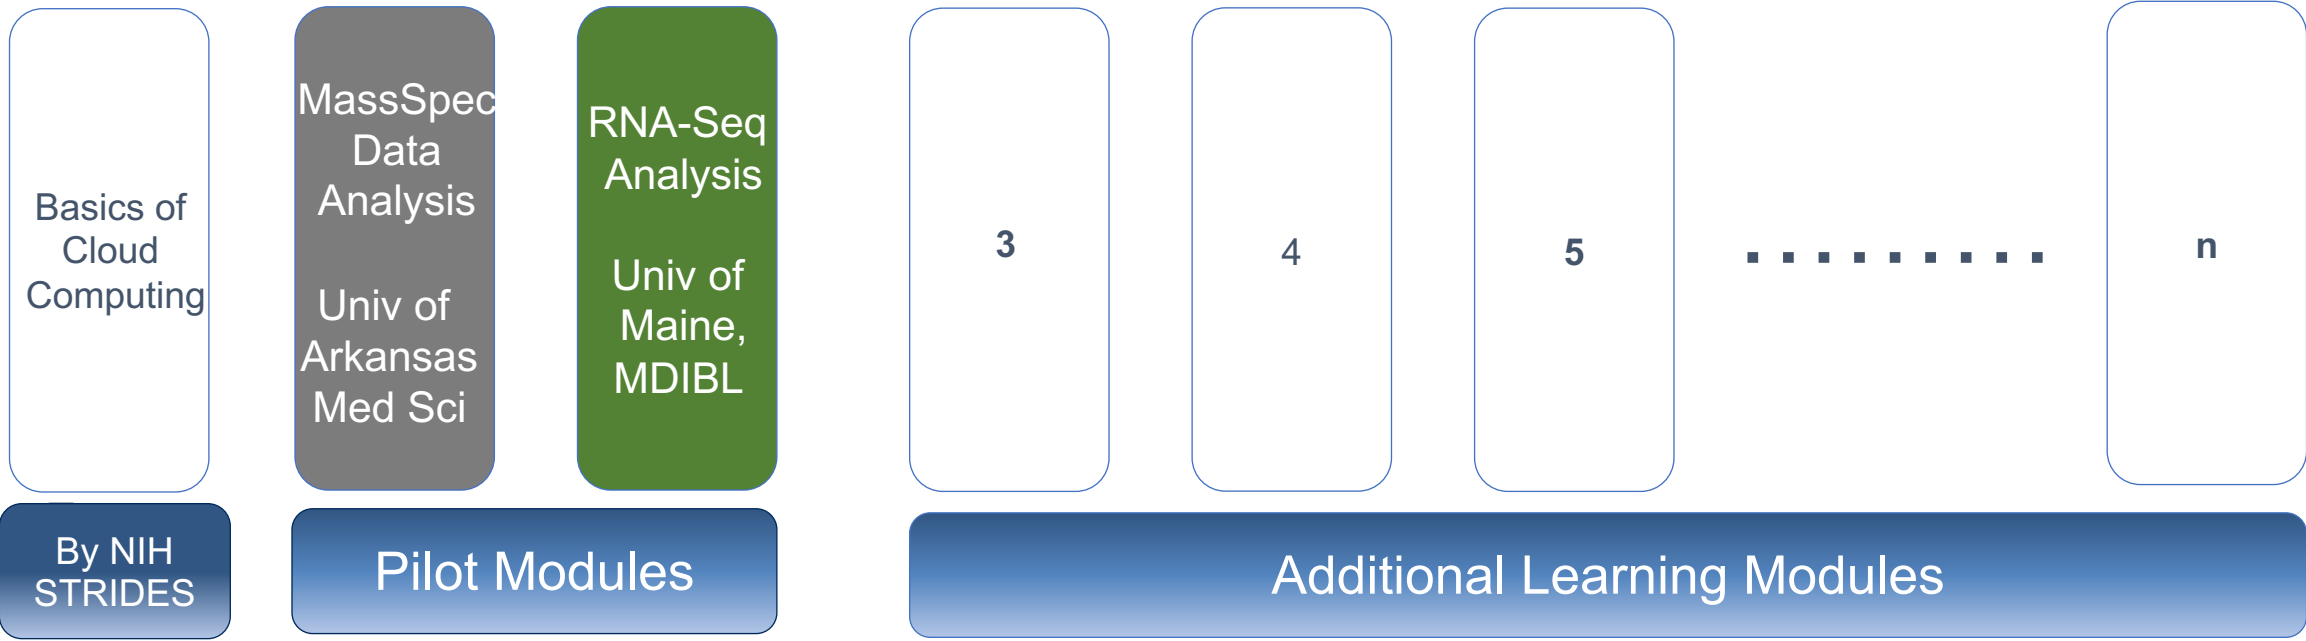 Basics of
Cloud
Computing
MassSpec
Data
Analysis
Univ of
Arkansas
Med Sci
RNA-Seq
Analysis
Univ of
Maine,
MDIBL
3
4
5
.........
n
By NIH
STRIDES
Pilot Modules
Additional Learning Modules